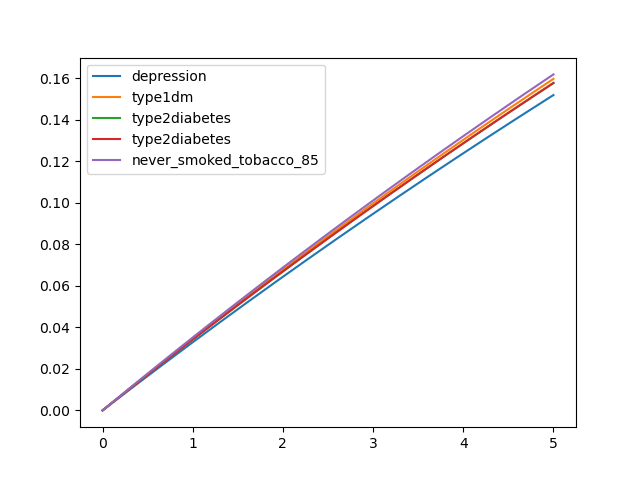 depression
type1dm
type2diabetes
type2diabetes
never_smoked_tobacco_85
0.16
0.14
0.12
0.10
0.08
0.06
0.04
0.02
0.00
0 1 2 3 4 5